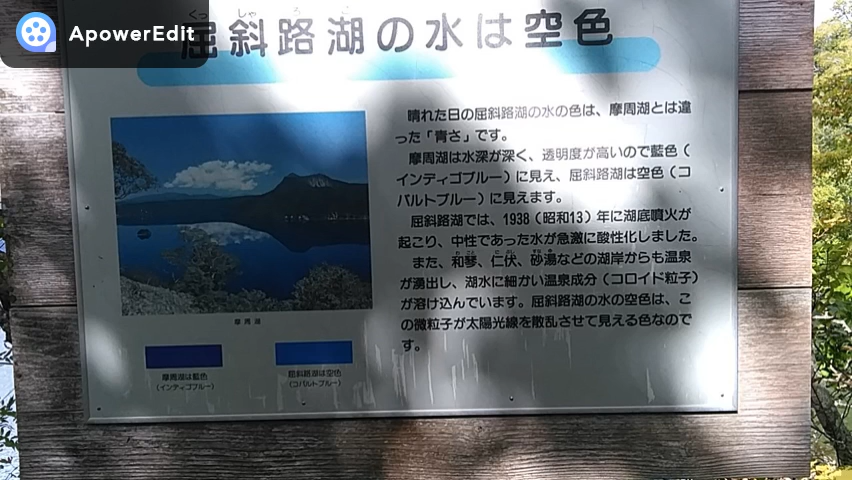 ApowerEdit
くっしゃろこ
屈斜路湖の水は空色
晴れた日の屈斜路湖の水の色は、摩周湖とは違
った「青さ」です。
摩周湖は水深が深く、透明度が高いので藍色（
インディゴブルー）に見え、屈斜路湖は空色（コ
バルトブルー）に見えます。
屈斜路湖では、1938（昭和13）年に湖底噴火が
起こり、中性であった水が急激に酸性化しました。
また、和琴、仁伏、砂湯などの湖岸からも温泉
が湧出し、湖水に細かい温泉成分（コロイド粒子）
が溶け込んでいます。屈斜路湖の水の空色は、こ
の微粒子が太陽光線を散乱させて見える色なので
す。
摩周湖
摩周湖は藍色
（インディゴブルー）
屈斜路湖は空色
（コバルトブルー）